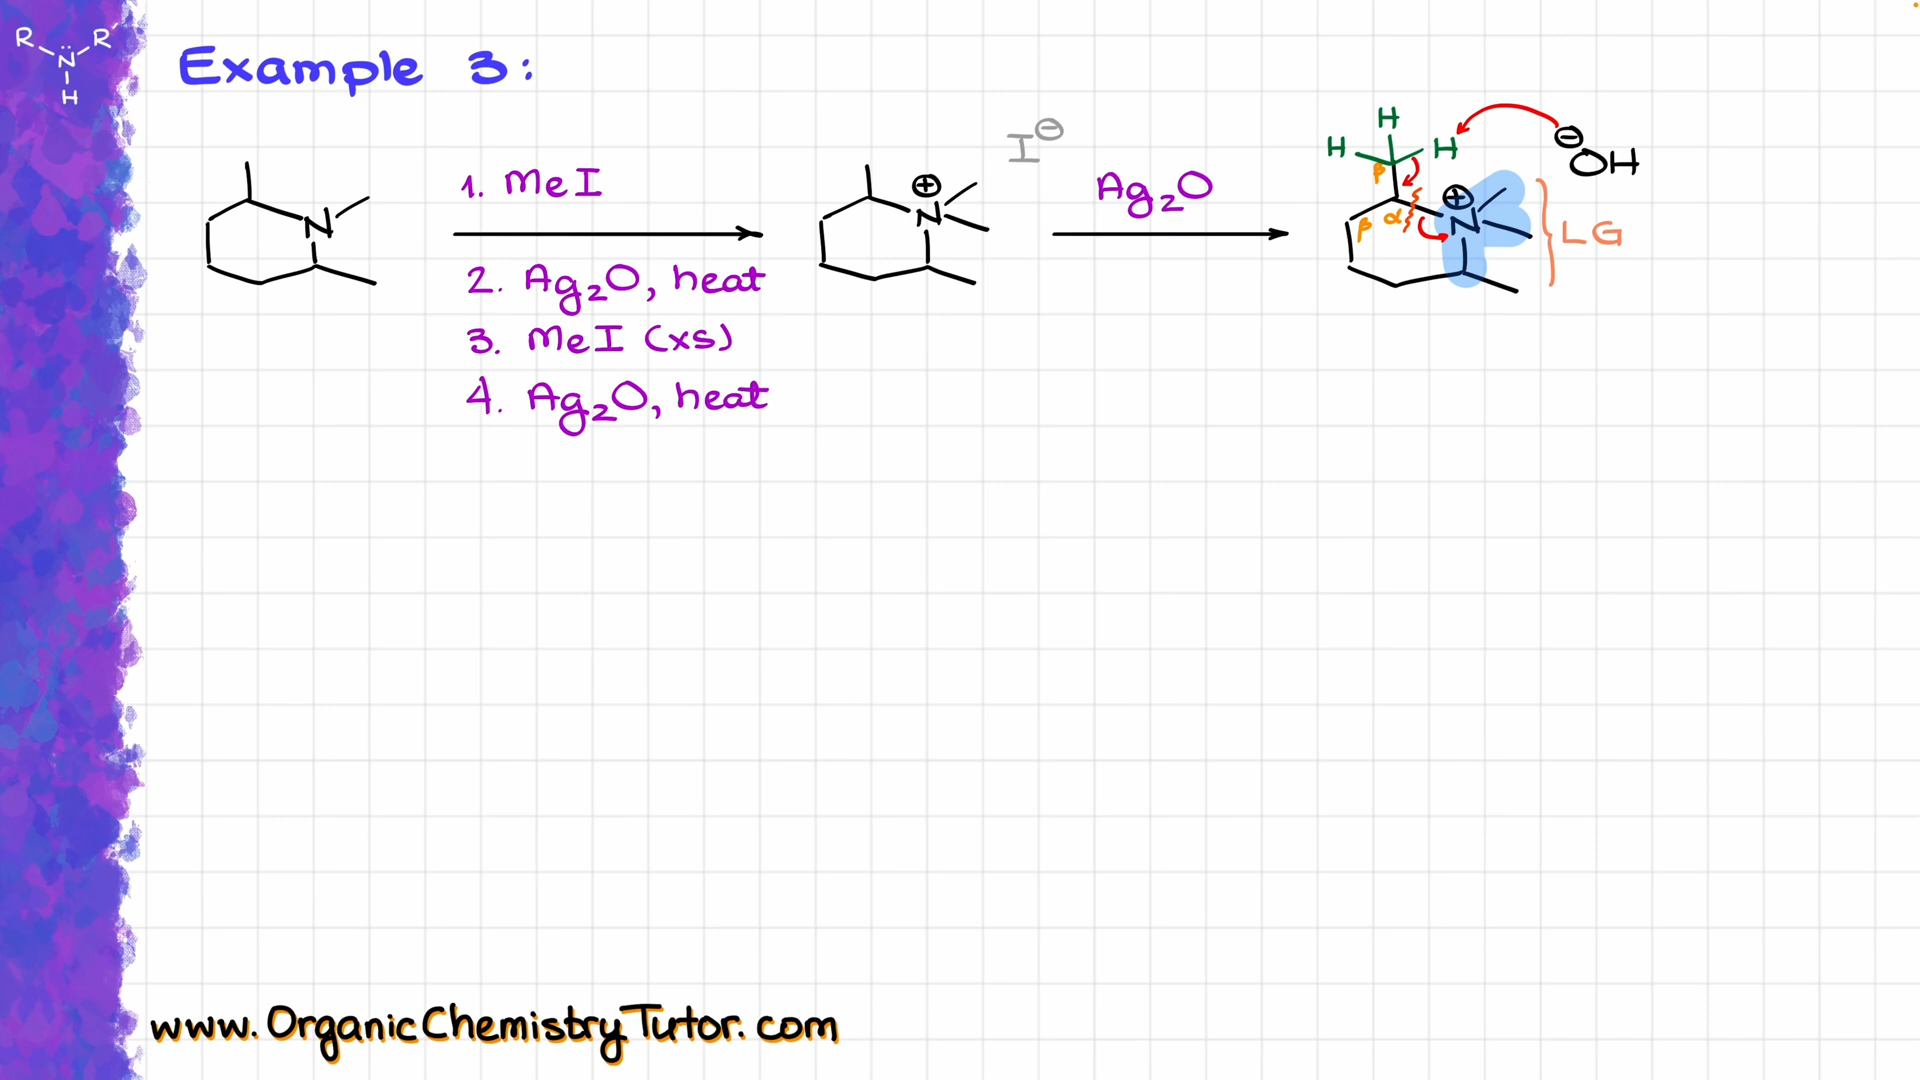 R N̈ R'
H
Example 3:
1. MeI
2. Ag₂O, heat
3. MeI (xs)
4. Ag₂O, heat
N
⊕
N
I⊖
Ag₂O
H
H
H
β
β
α
⊕
N
⊖OH
LG
www.OrganicChemistryTutor.com